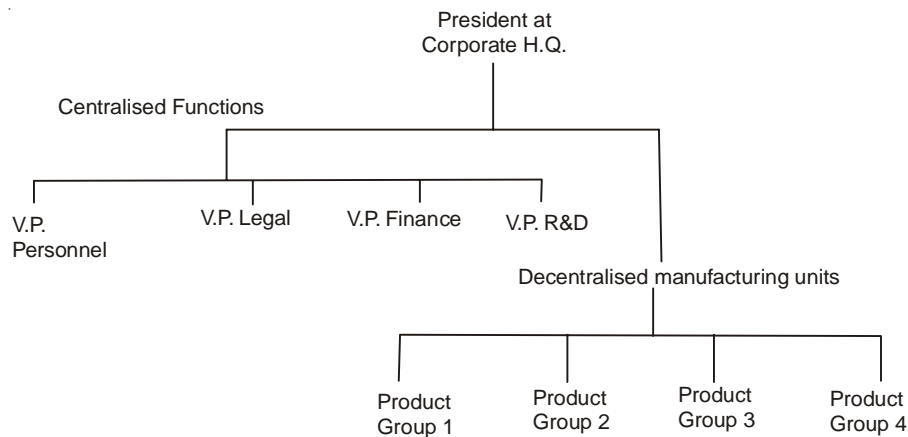 President at
Corporate H.Q.
Centralised Functions
V.P.
Personnel
V.P. Legal
V.P. Finance
V.P. R&D
Decentralised manufacturing units
Product
Group 1
Product
Group 2
Product
Group 3
Product
Group 4